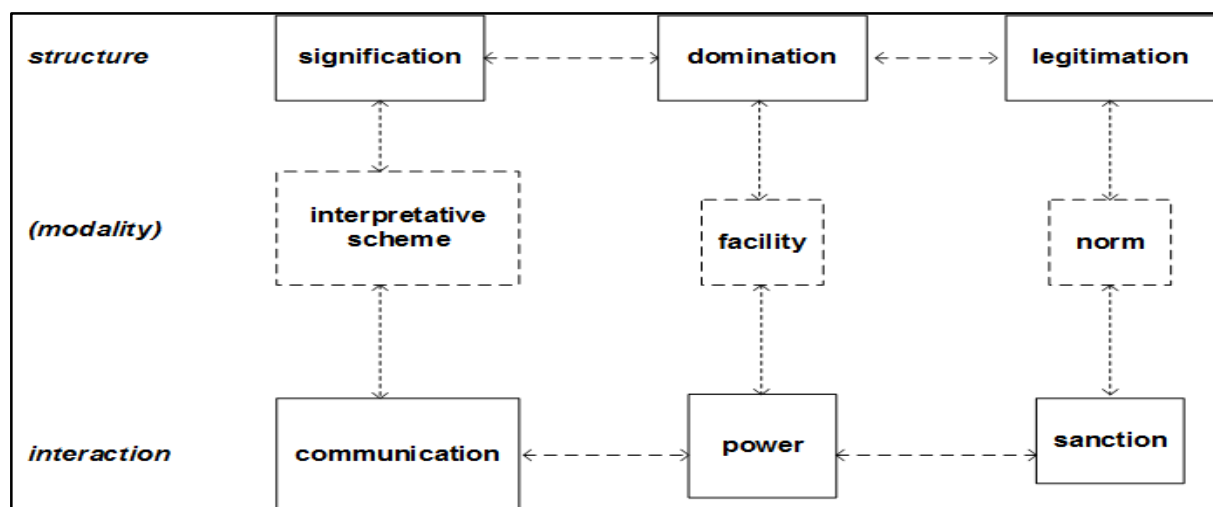 structure
signification
domination
legitimation
(modality)
interpretative
scheme
facility
norm
interaction
communication
power
sanction